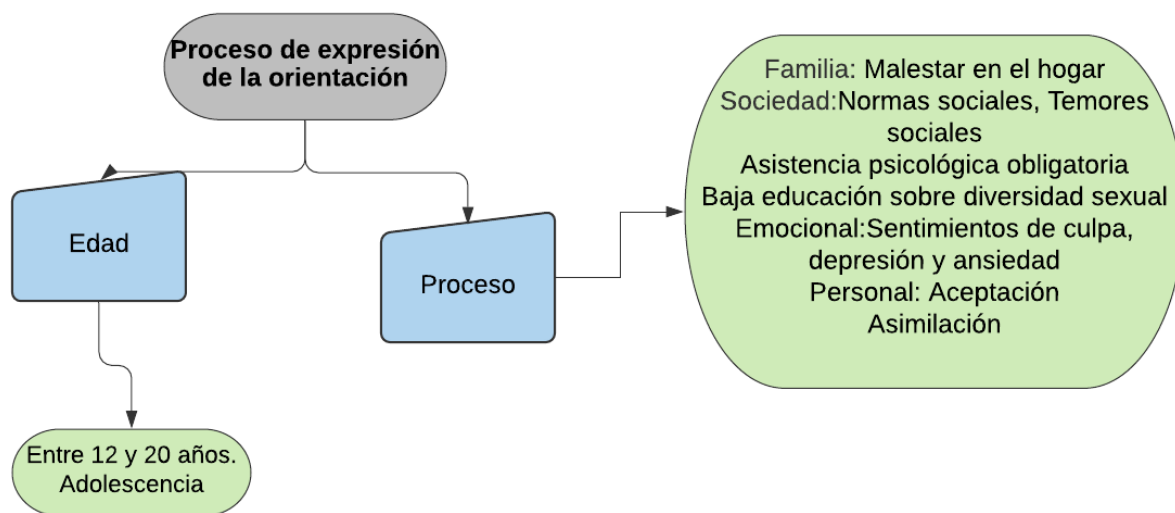 Proceso de expresión
de la orientación
Edad
Entre 12 y 20 años.
Adolescencia
Proceso
Familia: Malestar en el hogar
Sociedad:Normas sociales, Temores
sociales
Asistencia psicológica obligatoria
Baja educación sobre diversidad sexual
Emocional:Sentimientos de culpa,
depresión y ansiedad
Personal: Aceptación
Asimilación